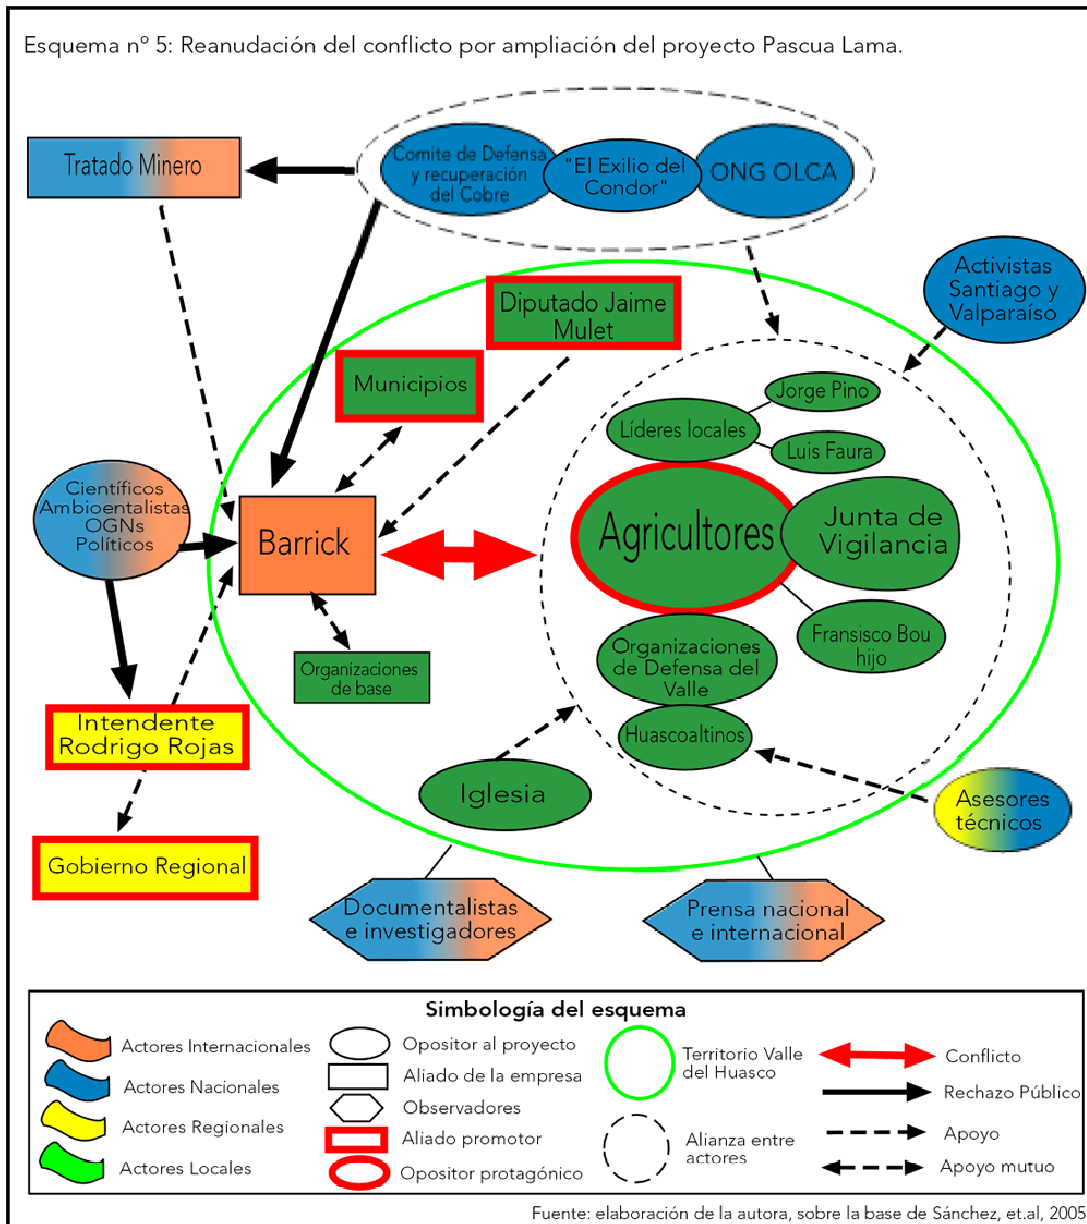 Esquema nº 5: Reanudación del conflicto por ampliación del proyecto Pascua Lama.
Tratado Minero
Comite de Defensa
y recuperación
del Cobre
"El Exilio del
Condor"
ONG OLCA
Activistas
Santiago y
Valparaíso
Diputado Jaime
Mulet
Municipios
Jorge Pino
Líderes locales
Luis Faura
Científicos
Ambioentalistas
OGNs
Políticos
Barrick
Agricultores
Junta de
Vigilancia
Organizaciones
de base
Organizaciones
de Defensa del
Valle
Fransisco Bou
hijo
Intendente
Rodrigo Rojas
Huascoaltinos
Iglesia
Asesores
técnicos
Gobierno Regional
Documentalistas
e investigadores
Prensa nacional
e internacional
Simbología del esquema
Actores Internacionales
Actores Nacionales
Actores Regionales
Actores Locales
Opositor al proyecto
Aliado de la empresa
Observadores
Aliado promotor
Opositor protagónico
Territorio Valle
del Huasco
Alianza entre
actores
Conflicto
Rechazo Público
Apoyo
Apoyo mutuo
Fuente: elaboración de la autora, sobre la base de Sánchez, et.al, 2005